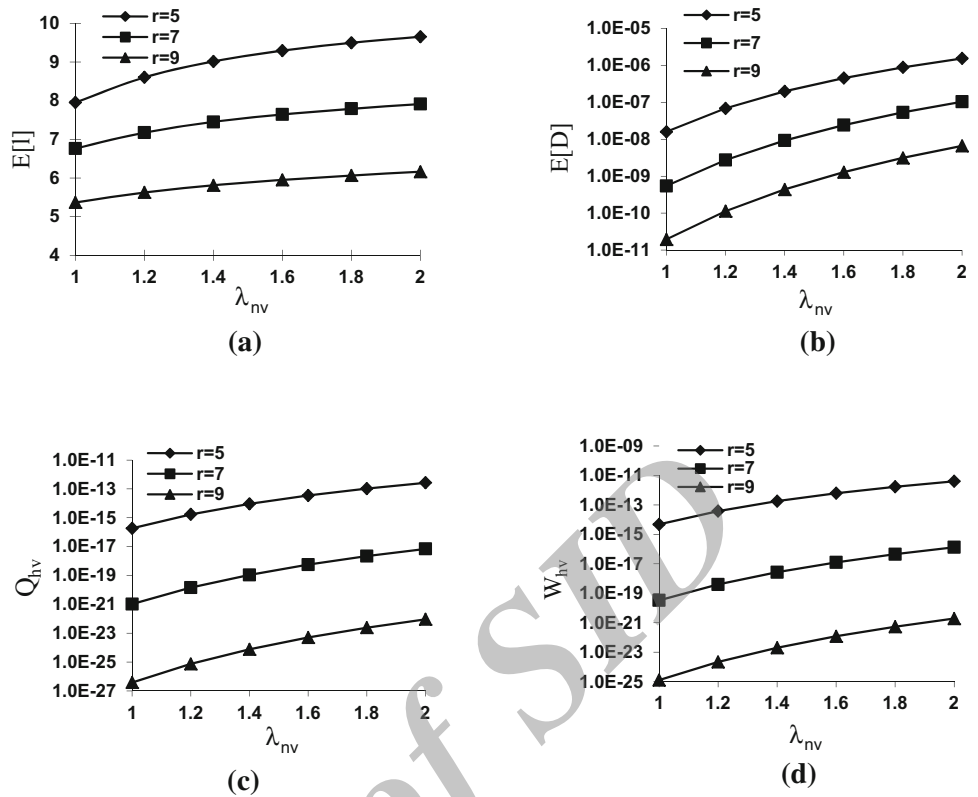 r=5
r=7
r=9
10
9
8
7
6
5
4
E[l]
1 1.2 1.4 1.6 1.8 2
λnv
(a)
r=5
r=7
r=9
1.0E-05
1.0E-06
1.0E-07
1.0E-08
1.0E-09
1.0E-10
1.0E-11
E[D]
1 1.2 1.4 1.6 1.8 2
λnv
(b)
r=5
r=7
r=9
1.0E-11
1.0E-13
1.0E-15
1.0E-17
1.0E-19
1.0E-21
1.0E-23
1.0E-25
1.0E-27
Qhv
1 1.2 1.4 1.6 1.8 2
λnv
(c)
r=5
r=7
r=9
1.0E-09
1.0E-11
1.0E-13
1.0E-15
1.0E-17
1.0E-19
1.0E-21
1.0E-23
1.0E-25
Whv
1 1.2 1.4 1.6 1.8 2
λnv
(d)
of SID